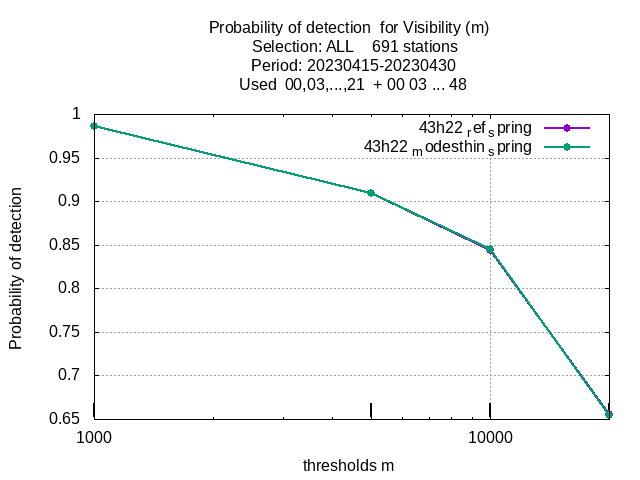 Probability of detection  for Visibility (m)
Selection: ALL    691 stations
Period: 20230415-20230430
Used  00,03,...,21  + 00 03 ... 48
43h22 ref spring
43h22 modesthin spring
1
0.95
0.9
0.85
0.8
0.75
0.7
0.65
Probability of detection
1000
10000
thresholds m